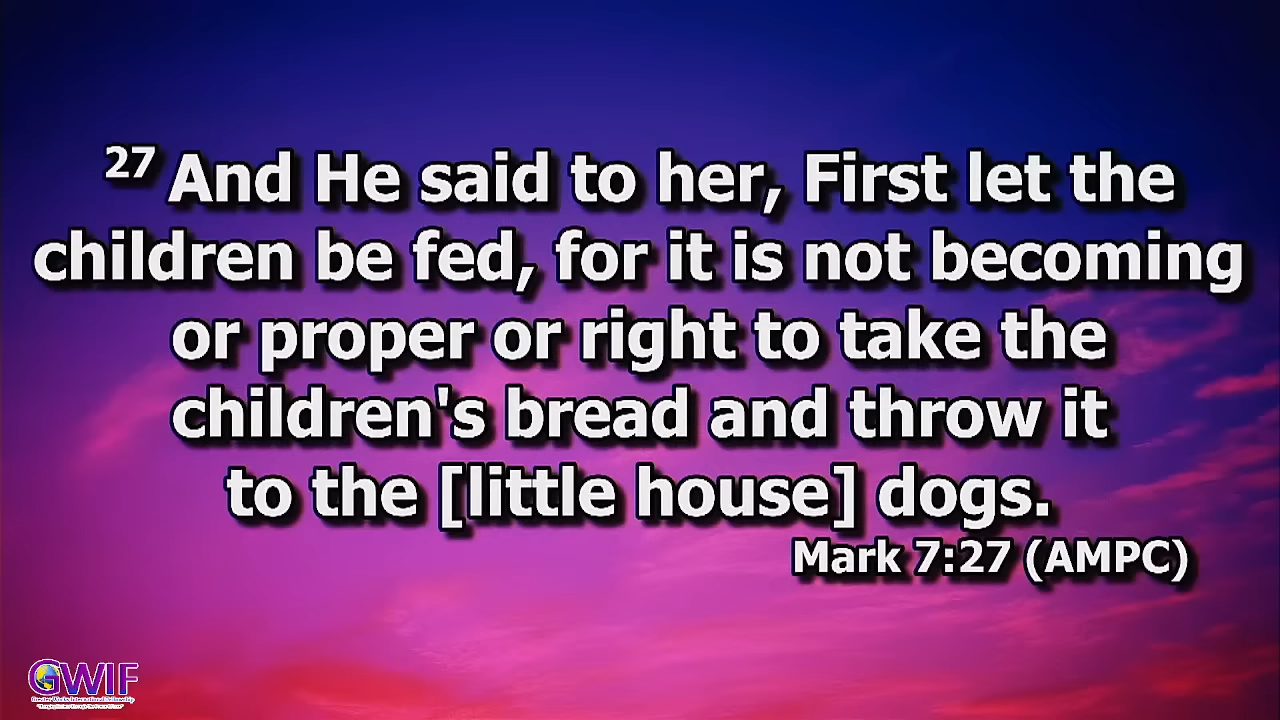 27 And He said to her, First let the
children be fed, for it is not becoming
or proper or right to take the
children's bread and throw it
to the [little house] dogs.
Mark 7:27 (AMPC)
GWIF